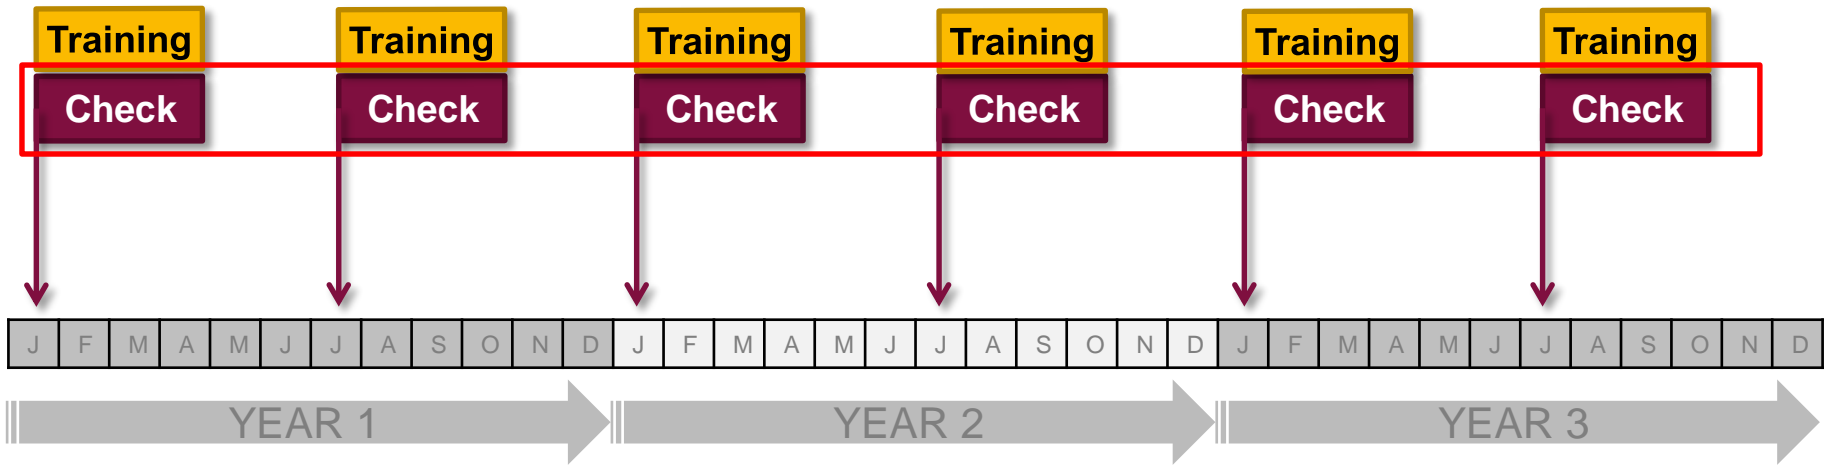 Training Training Training Training Training Training
Check Check Check Check Check Check
J F M A M J J A S O N D J F M A M J J A S O N D J F M A M J J A S O N D
YEAR 1 YEAR 2 YEAR 3